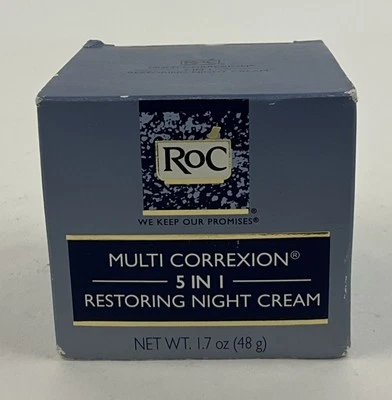 RoC
WE KEEP OUR PROMISES®
MULTI CORREXION®
5 IN 1
RESTORING NIGHT CREAM
NET WT. 1.7 oz (48 g)